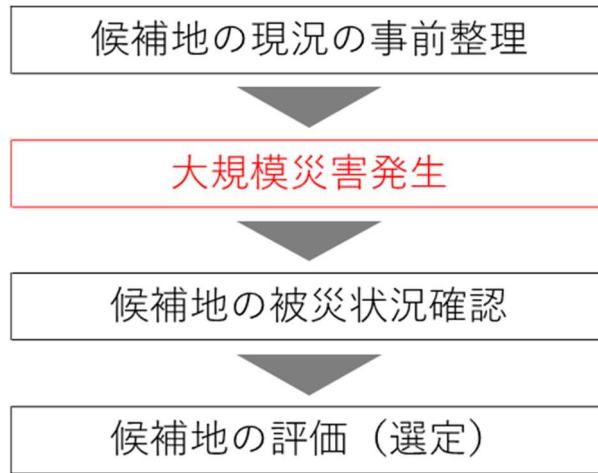 候補地の現況の事前整理
大規模災害発生
候補地の被災状況確認
候補地の評価（選定）